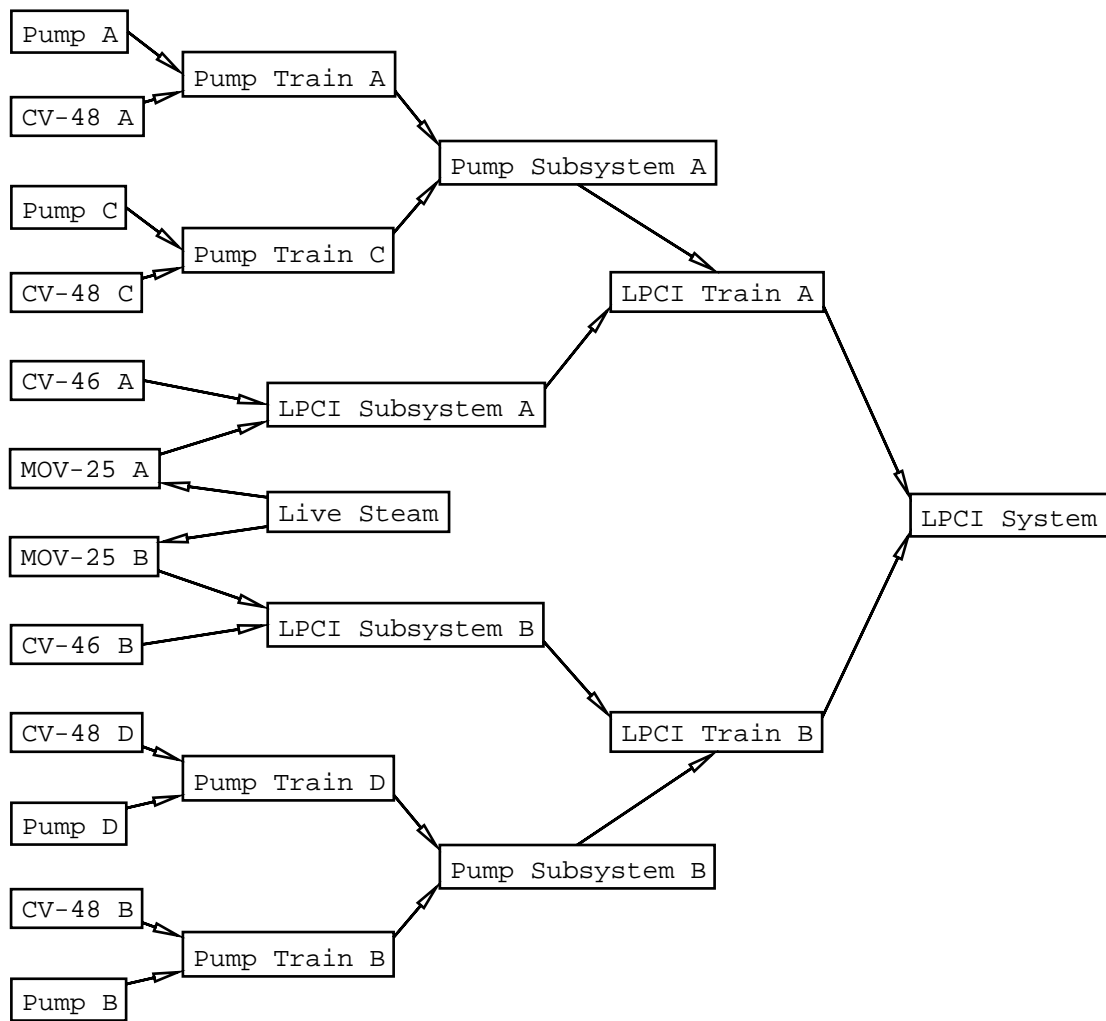 Pump A
Pump Train A
CV-48 A
Pump Subsystem A
Pump C
Pump Train C
CV-48 C
LPCI Train A
CV-46 A
LPCI Subsystem A
MOV-25 A
Live Steam
LPCI System
MOV-25 B
LPCI Subsystem B
CV-46 B
CV-48 D
LPCI Train B
Pump Train D
Pump D
Pump Subsystem B
CV-48 B
Pump Train B
Pump B